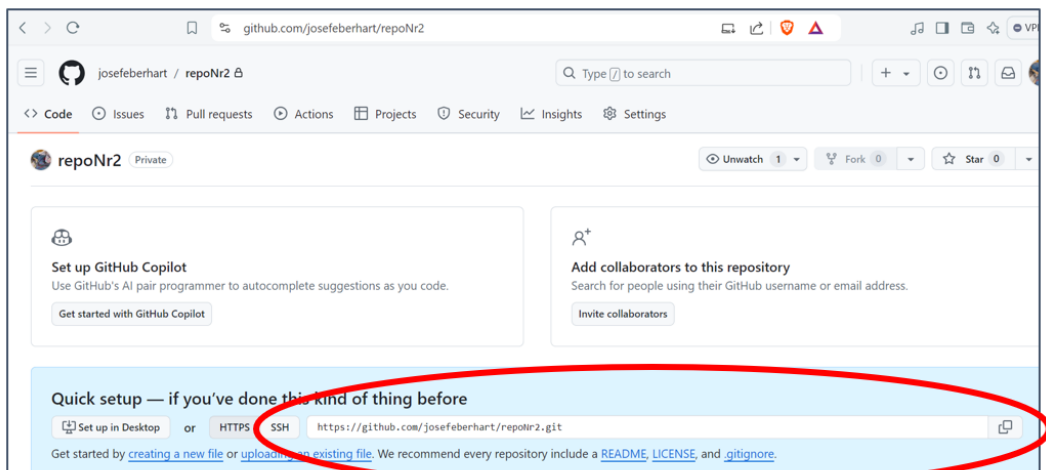 github.com/josefeberhart/repoNr2
VP
josefeberhart / repoNr2
Type / to search
<> Code Issues Pull requests Actions Projects Security Insights Settings
repoNr2 Private
Unwatch 1 Fork 0 Star 0
Set up GitHub Copilot
Use GitHub's AI pair programmer to autocomplete suggestions as you code.
Get started with GitHub Copilot
Add collaborators to this repository
Search for people using their GitHub username or email address.
Invite collaborators
Quick setup — if you've done this kind of thing before
Set up in Desktop or HTTPS SSH https://github.com/josefeberhart/repoNr2.git
Get started by creating a new file or uploading an existing file. We recommend every repository include a README, LICENSE, and .gitignore.